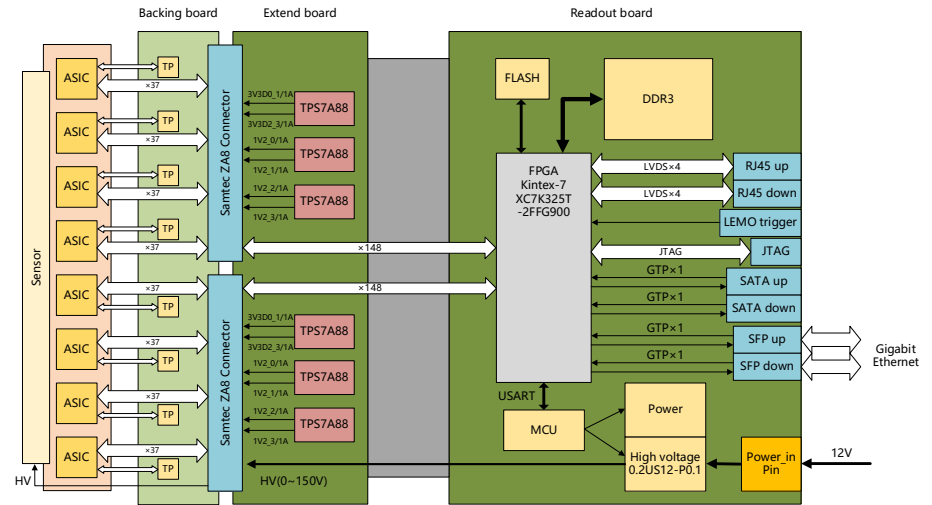 Backing board
Extend board
Readout board
Sensor
ASIC
ASIC
ASIC
ASIC
ASIC
ASIC
ASIC
ASIC
TP
×37
TP
×37
TP
×37
TP
×37
×37
TP
×37
TP
×37
TP
×37
TP
Samtec ZA8 Connector
Samtec ZA8 Connector
3V3D0_1/1A
3V3D2_3/1A
TPS7A88
1V2_0/1A
1V2_1/1A
TPS7A88
1V2_2/1A
1V2_3/1A
TPS7A88
×148
×148
3V3D0_1/1A
3V3D2_3/1A
TPS7A88
1V2_0/1A
1V2_1/1A
TPS7A88
1V2_2/1A
1V2_3/1A
TPS7A88
HV
HV(0~150V)
FLASH
DDR3
FPGA
Kintex-7
XC7K325T
-2FFG900
LVDS×4
RJ45 up
LVDS×4
RJ45 down
LEMO trigger
JTAG
JTAG
GTP×1
SATA up
GTP×1
SATA down
GTP×1
SFP up
GTP×1
SFP down
Gigabit
Ethernet
USART
MCU
Power
High voltage
0.2US12-P0.1
Power_in
Pin
12V